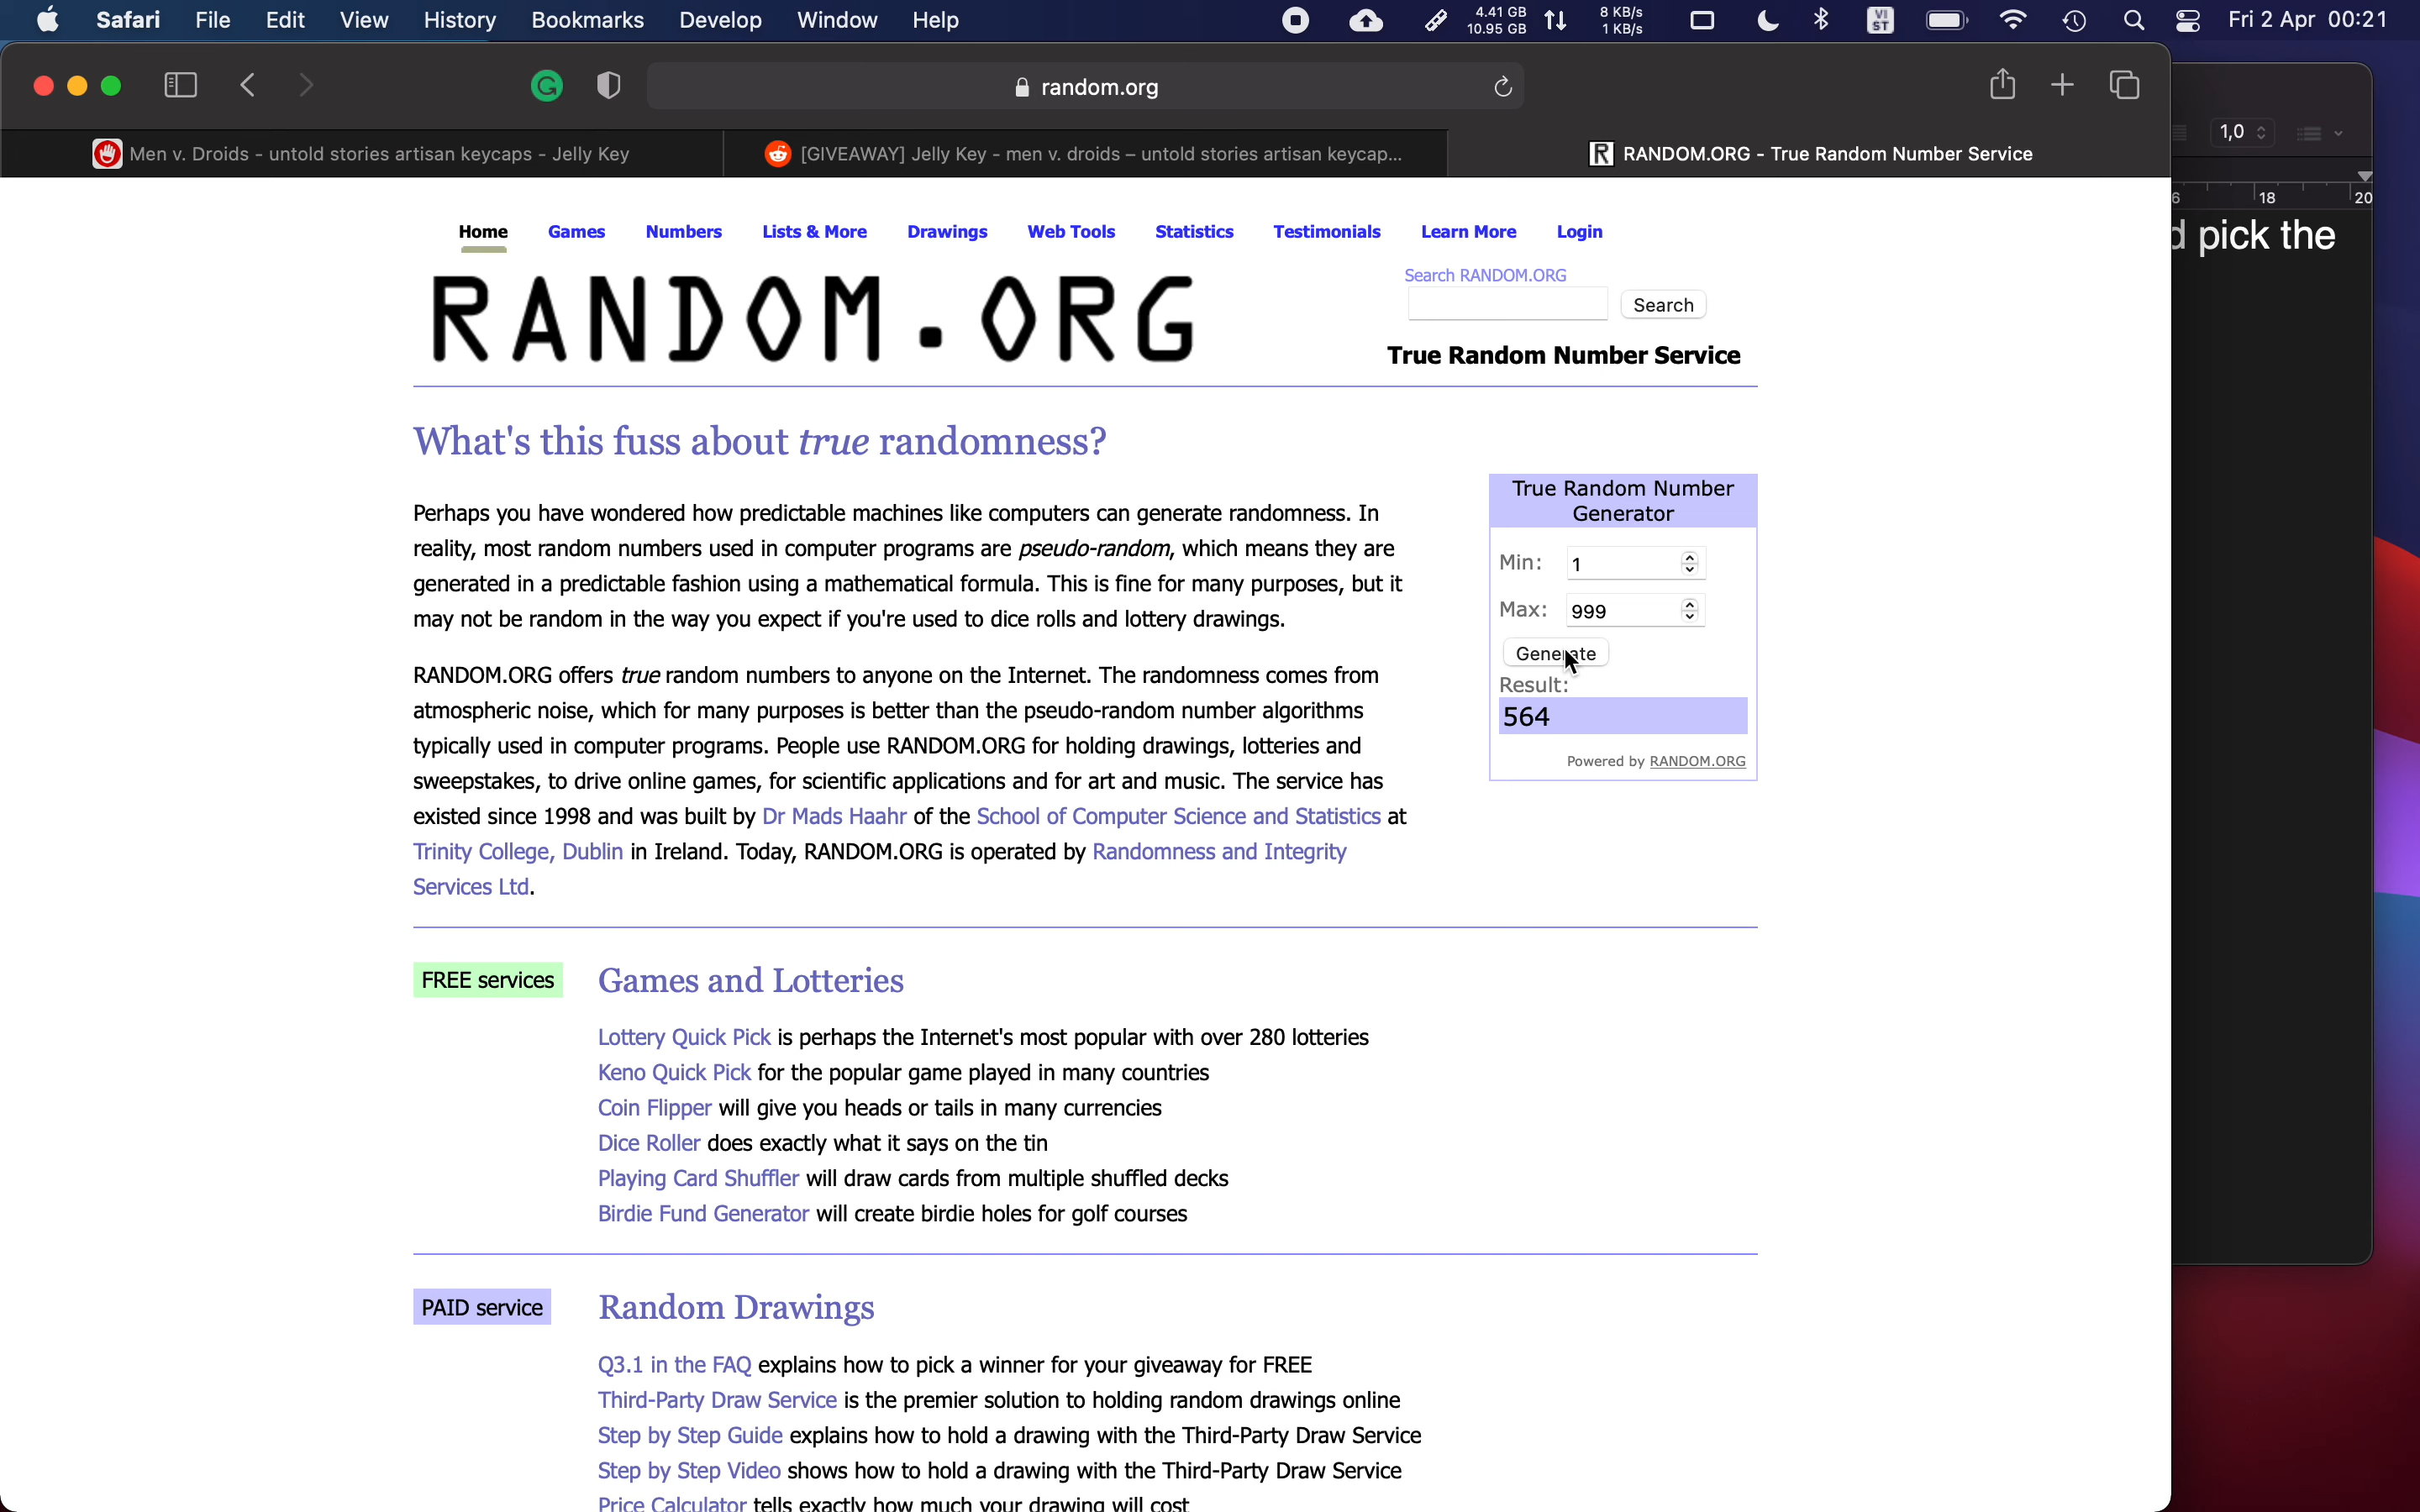 Safari File Edit View History Bookmarks Develop Window Help 4.41 GB 10.95 GB 8 KB/s 1 KB/s VI ST Fri 2 Apr 00:21
random.org
Men v. Droids - untold stories artisan keycaps - Jelly Key
[GIVEAWAY] Jelly Key - men v. droids – untold stories artisan keycap...
RANDOM.ORG - True Random Number Service
1,0
18 20
pick the
Home Games Numbers Lists & More Drawings Web Tools Statistics Testimonials Learn More Login
RANDOM.ORG
Search RANDOM.ORG
Search
True Random Number Service
What's this fuss about true randomness?
Perhaps you have wondered how predictable machines like computers can generate randomness. In
reality, most random numbers used in computer programs are pseudo-random, which means they are
generated in a predictable fashion using a mathematical formula. This is fine for many purposes, but it
may not be random in the way you expect if you're used to dice rolls and lottery drawings.
RANDOM.ORG offers true random numbers to anyone on the Internet. The randomness comes from
atmospheric noise, which for many purposes is better than the pseudo-random number algorithms
typically used in computer programs. People use RANDOM.ORG for holding drawings, lotteries and
sweepstakes, to drive online games, for scientific applications and for art and music. The service has
existed since 1998 and was built by Dr Mads Haahr of the School of Computer Science and Statistics at
Trinity College, Dublin in Ireland. Today, RANDOM.ORG is operated by Randomness and Integrity
Services Ltd.
True Random Number
Generator
Min: 1
Max: 999
Generate
Result:
564
Powered by RANDOM.ORG
FREE services
Games and Lotteries
Lottery Quick Pick is perhaps the Internet's most popular with over 280 lotteries
Keno Quick Pick for the popular game played in many countries
Coin Flipper will give you heads or tails in many currencies
Dice Roller does exactly what it says on the tin
Playing Card Shuffler will draw cards from multiple shuffled decks
Birdie Fund Generator will create birdie holes for golf courses
PAID service
Random Drawings
Q3.1 in the FAQ explains how to pick a winner for your giveaway for FREE
Third-Party Draw Service is the premier solution to holding random drawings online
Step by Step Guide explains how to hold a drawing with the Third-Party Draw Service
Step by Step Video shows how to hold a drawing with the Third-Party Draw Service
Price Calculator tells exactly how much your drawing will cost